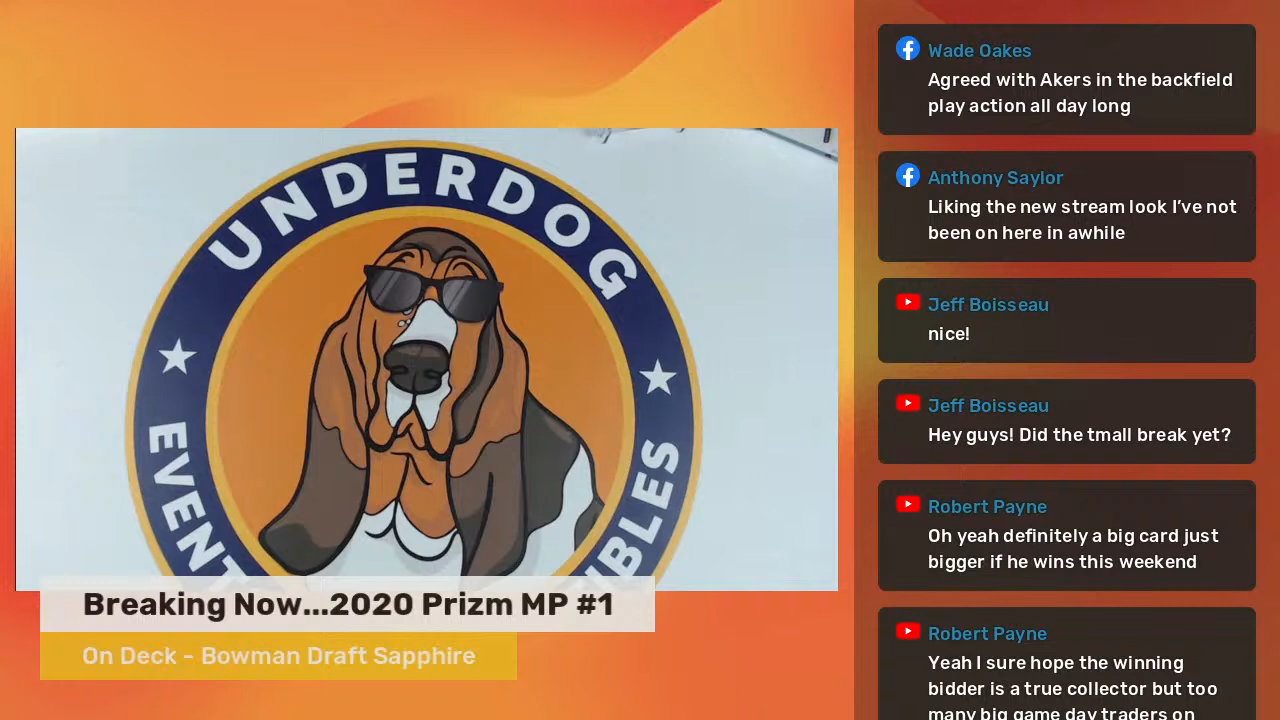 UNDERDOG
EVENT
IBLES
Breaking Now...2020 Prizm MP #1
On Deck - Bowman Draft Sapphire
Wade Oakes
Agreed with Akers in the backfield
play action all day long
Anthony Saylor
Liking the new stream look I've not
been on here in awhile
Jeff Boisseau
nice!
Jeff Boisseau
Hey guys! Did the tmall break yet?
Robert Payne
Oh yeah definitely a big card just
bigger if he wins this weekend
Robert Payne
Yeah I sure hope the winning
bidder is a true collector but too
many big game day traders on